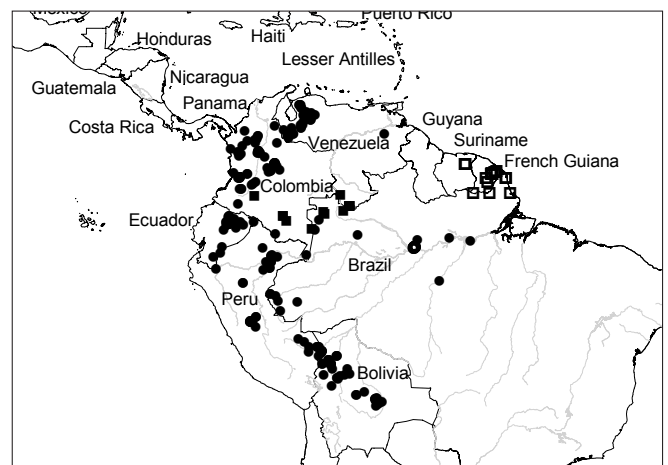 Mexico
Puerto Rico
Honduras
Haiti
Lesser Antilles
Guatemala
Nicaragua
Panama
Costa Rica
Guyana
Venezuela
Suriname
French Guiana
Colombia
Ecuador
Brazil
Peru
Bolivia